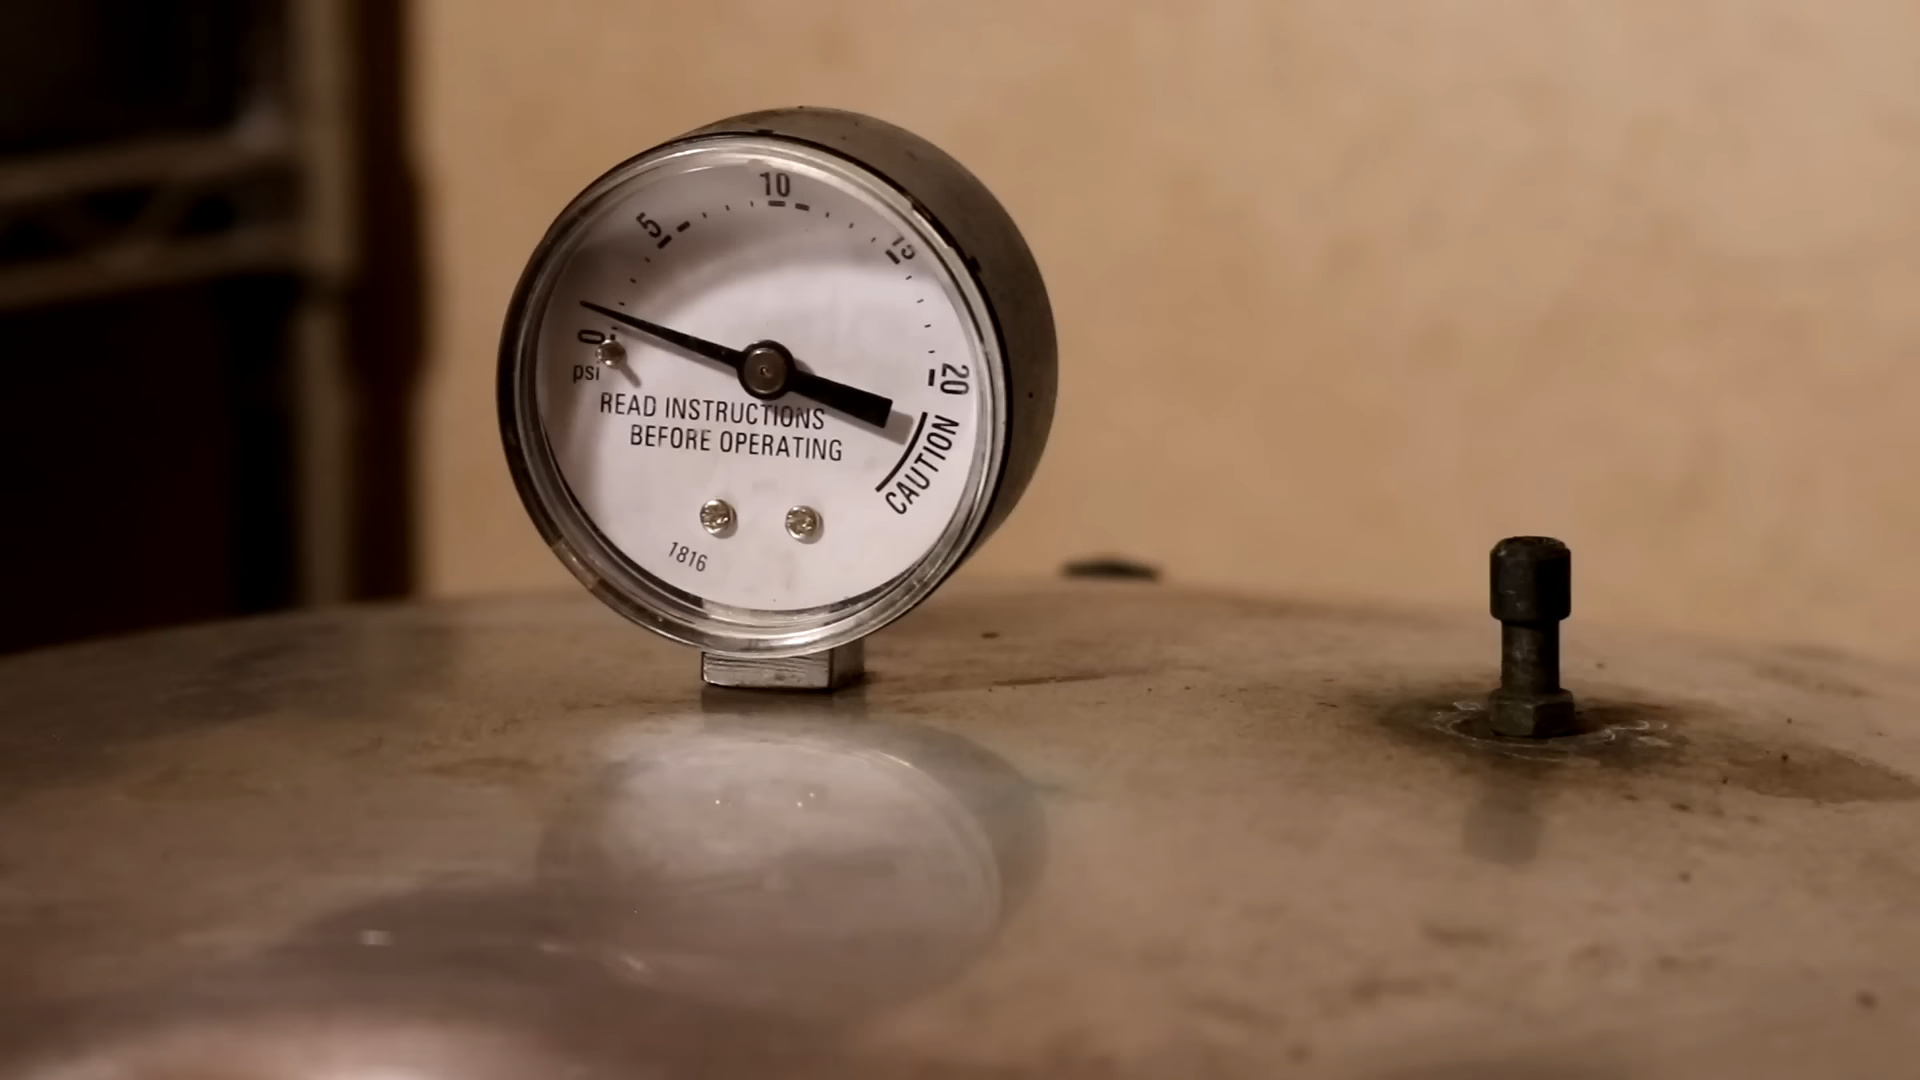 10
5
15
0
psi
20
READ INSTRUCTIONS
BEFORE OPERATING
CAUTION
1816